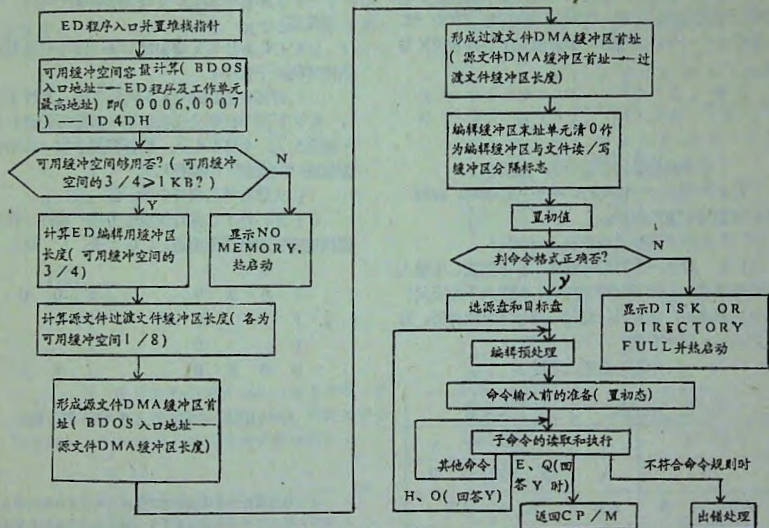 ED程序入口并置堆栈指针
可用缓冲空间容量计算(BDOS
入口地址——ED程序及工作单元
最高地址)即(0006,0007
)——1D4DH
可用缓冲空间够用否?(可用缓冲
空间的3/4≥1KB?)
N
Y
计算ED编辑用缓冲区
长度(可用缓冲空间的
3/4)
显示NO
MEMORY,
热启动
计算源文件过渡文件缓冲区长度(各为
可用缓冲空间1/8)
形成源文件DMA缓冲区首
址(BDOS入口地址——
源文件DMA缓冲区长度)
形成过渡文件DMA缓冲区首址
(源文件DMA缓冲区首址——过
渡文件缓冲区长度)
编辑缓冲区末址单元清0作
为编辑缓冲区与文件读/写
缓冲区分隔标志
置初值
判命令格式正确否?
N
Y
选源盘和目标盘
显示DISK OR
DIRECTORY
FULL并热启动
编辑预处理
命令输入前的准备(置初态)
子命令的读取和执行
其他命令
E、Q(回
答Y时)
不符合命令规则时
H、O(回答Y)
返回CP/M
出错处理